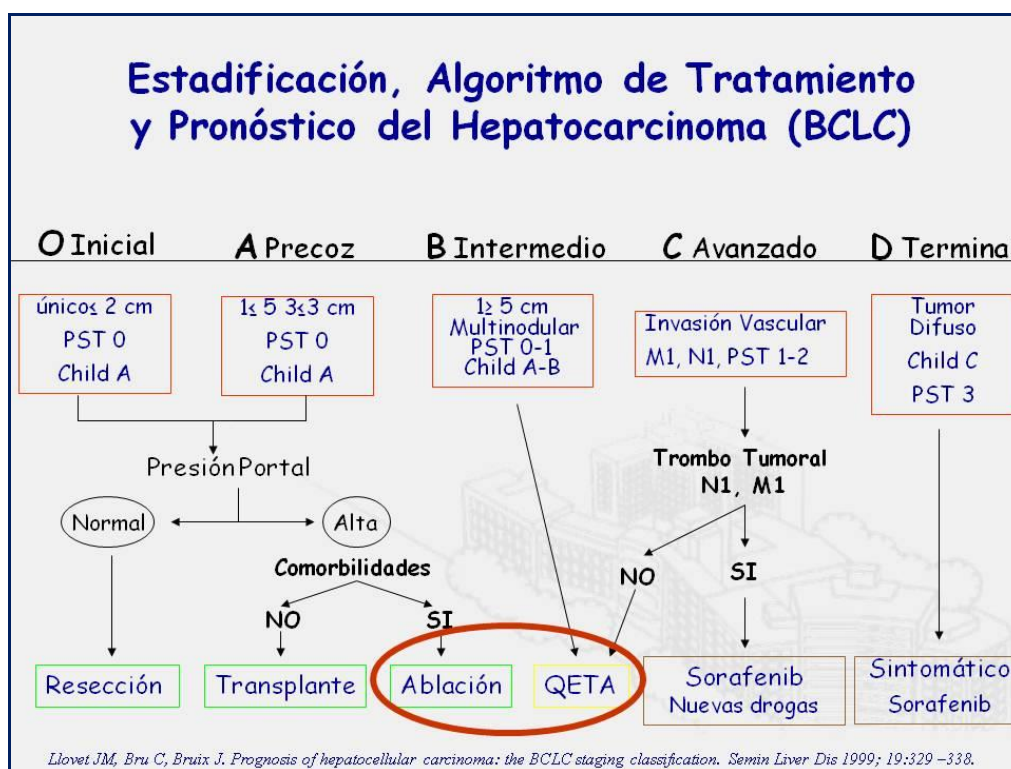 Estadificación, Algoritmo de Tratamiento
y Pronóstico del Hepatocarcinoma (BCLC)
O Inicial
A Precoz
B Intermedio
C Avanzado
D Terminal
único≤ 2 cm
PST 0
Child A
1≤ 5 3≤3 cm
PST 0
Child A
1≥ 5 cm
Multinodular
PST 0-1
Child A-B
Invasión Vascular
M1, N1, PST 1-2
Tumor
Difuso
Child C
PST 3
Presión Portal
Normal
Alta
Comorbilidades
NO
SI
Trombo Tumoral
N1, M1
NO
SI
Resección
Transplante
Ablación
QETA
Sorafenib
Nuevas drogas
Sintomático
Sorafenib
Llovet JM, Bru C, Bruix J. Prognosis of hepatocellular carcinoma: the BCLC staging classification. Semin Liver Dis 1999; 19:329 –338.